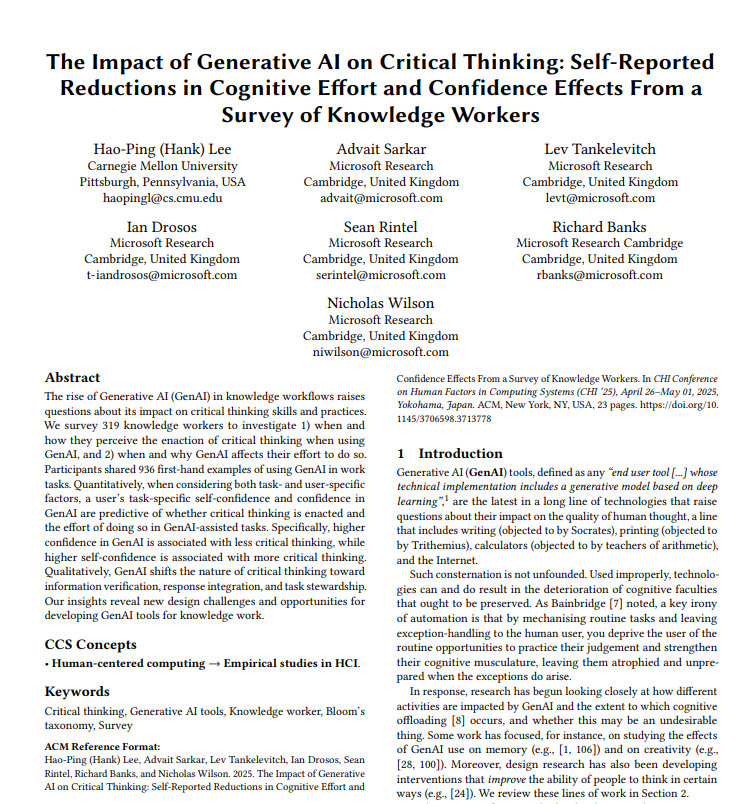 The Impact of Generative AI on Critical Thinking: Self-Reported
Reductions in Cognitive Effort and Confidence Effects From a
Survey of Knowledge Workers
Hao-Ping (Hank) Lee
Carnegie Mellon University
Pittsburgh, Pennsylvania, USA
haopingl@cs.cmu.edu
Advait Sarkar
Microsoft Research
Cambridge, United Kingdom
advait@microsoft.com
Lev Tankelevitch
Microsoft Research
Cambridge, United Kingdom
levt@microsoft.com
Ian Drosos
Microsoft Research
Cambridge, United Kingdom
t-iandrosos@microsoft.com
Sean Rintel
Microsoft Research
Cambridge, United Kingdom
serintel@microsoft.com
Richard Banks
Microsoft Research Cambridge
Cambridge, United Kingdom
rbanks@microsoft.com
Nicholas Wilson
Microsoft Research
Cambridge, United Kingdom
niwilson@microsoft.com
Abstract
The rise of Generative AI (GenAI) in knowledge workflows raises
questions about its impact on critical thinking skills and practices.
We survey 319 knowledge workers to investigate 1) when and
how they perceive the enaction of critical thinking when using
GenAI, and 2) when and why GenAI affects their effort to do so.
Participants shared 936 first-hand examples of using GenAI in work
tasks. Quantitatively, when considering both task- and user-specific
factors, a user's task-specific self-confidence and confidence in
GenAI are predictive of whether critical thinking is enacted and
the effort of doing so in GenAI-assisted tasks. Specifically, higher
confidence in GenAI is associated with less critical thinking, while
higher self-confidence is associated with more critical thinking.
Qualitatively, GenAI shifts the nature of critical thinking toward
information verification, response integration, and task stewardship.
Our insights reveal new design challenges and opportunities for
developing GenAI tools for knowledge work.
CCS Concepts
• Human-centered computing → Empirical studies in HCI.
Keywords
Critical thinking, Generative AI tools, Knowledge worker, Bloom's
taxonomy, Survey
ACM Reference Format:
Hao-Ping (Hank) Lee, Advait Sarkar, Lev Tankelevitch, Ian Drosos, Sean
Rintel, Richard Banks, and Nicholas Wilson. 2025. The Impact of Generative
AI on Critical Thinking: Self-Reported Reductions in Cognitive Effort and
Confidence Effects From a Survey of Knowledge Workers. In CHI Conference
on Human Factors in Computing Systems (CHI '25), April 26–May 01, 2025,
Yokohama, Japan. ACM, New York, NY, USA, 23 pages. https://doi.org/10.
1145/3706598.3713778
1 Introduction
Generative AI (GenAI) tools, defined as any "end user tool [...] whose
technical implementation includes a generative model based on deep
learning",1 are the latest in a long line of technologies that raise
questions about their impact on the quality of human thought, a line
that includes writing (objected to by Socrates), printing (objected to
by Trithemius), calculators (objected to by teachers of arithmetic),
and the Internet.
Such consternation is not unfounded. Used improperly, technolo-
gies can and do result in the deterioration of cognitive faculties
that ought to be preserved. As Bainbridge [7] noted, a key irony
of automation is that by mechanising routine tasks and leaving
exception-handling to the human user, you deprive the user of the
routine opportunities to practice their judgement and strengthen
their cognitive musculature, leaving them atrophied and unpre-
pared when the exceptions do arise.
In response, research has begun looking closely at how different
activities are impacted by GenAI and the extent to which cognitive
offloading [8] occurs, and whether this may be an undesirable
thing. Some work has focused, for instance, on studying the effects
of GenAI use on memory (e.g., [1, 106]) and on creativity (e.g.,
[28, 100]). Moreover, design research has also been developing
interventions that improve the ability of people to think in certain
ways (e.g., [24]). We review these lines of work in Section 2.